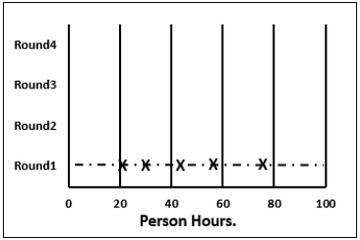 Round4
Round3
Round2
Round1
X X X X X
0 20 40 60 80 100
Person Hours.